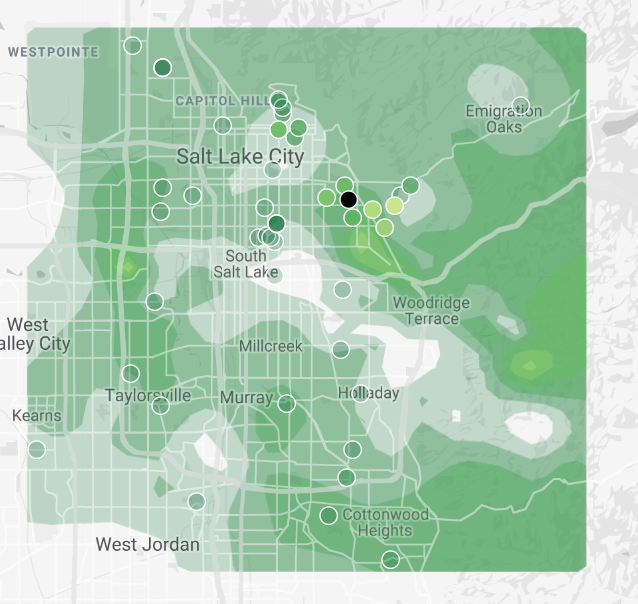 WESTPOINTE
CAPITOL HILL
Emigration
Oaks
Salt Lake City
South
Salt Lake
Woodridge
Terrace
West
alley City
Millcreek
Taylorsville
Murray
Holladay
Kearns
Cottonwood
Heights
West Jordan